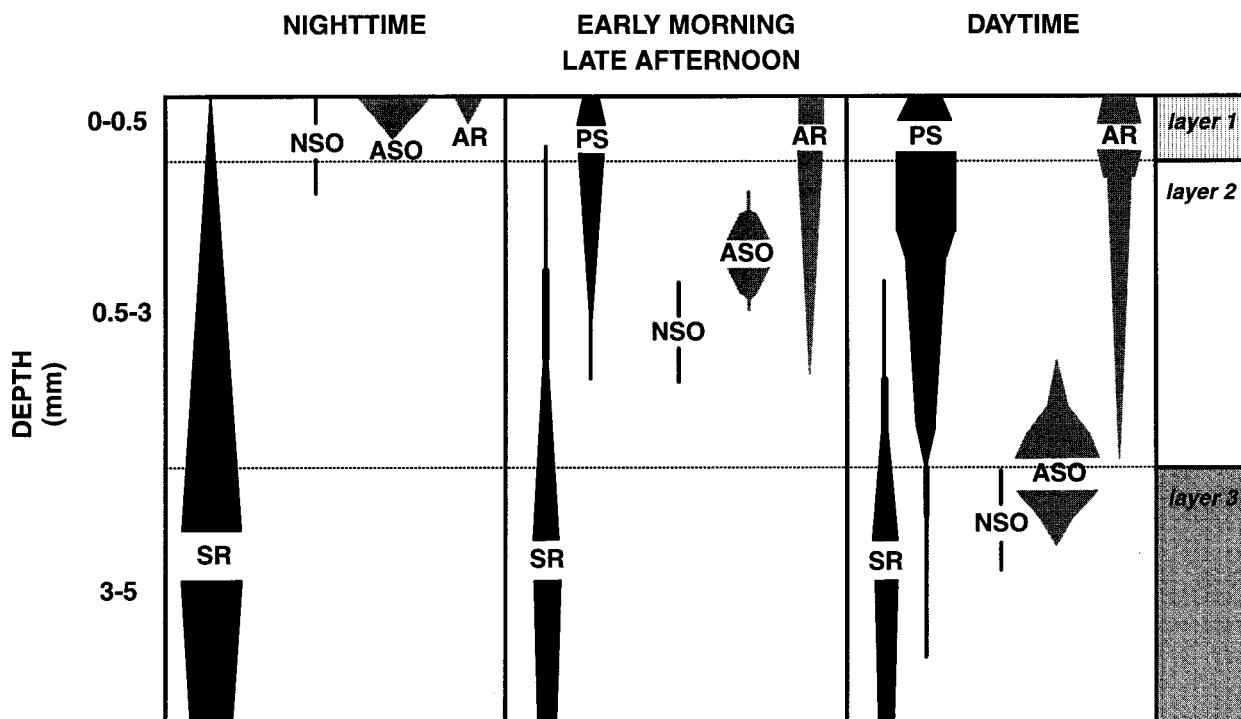 NIGHTTIME
EARLY MORNING
LATE AFTERNOON
DAYTIME
DEPTH
(mm)
0-0.5
0.5-3
3-5
SR
NSO
ASO
AR
SR
PS
NSO
ASO
AR
SR
PS
NSO
ASO
AR
layer 1
layer 2
layer 3